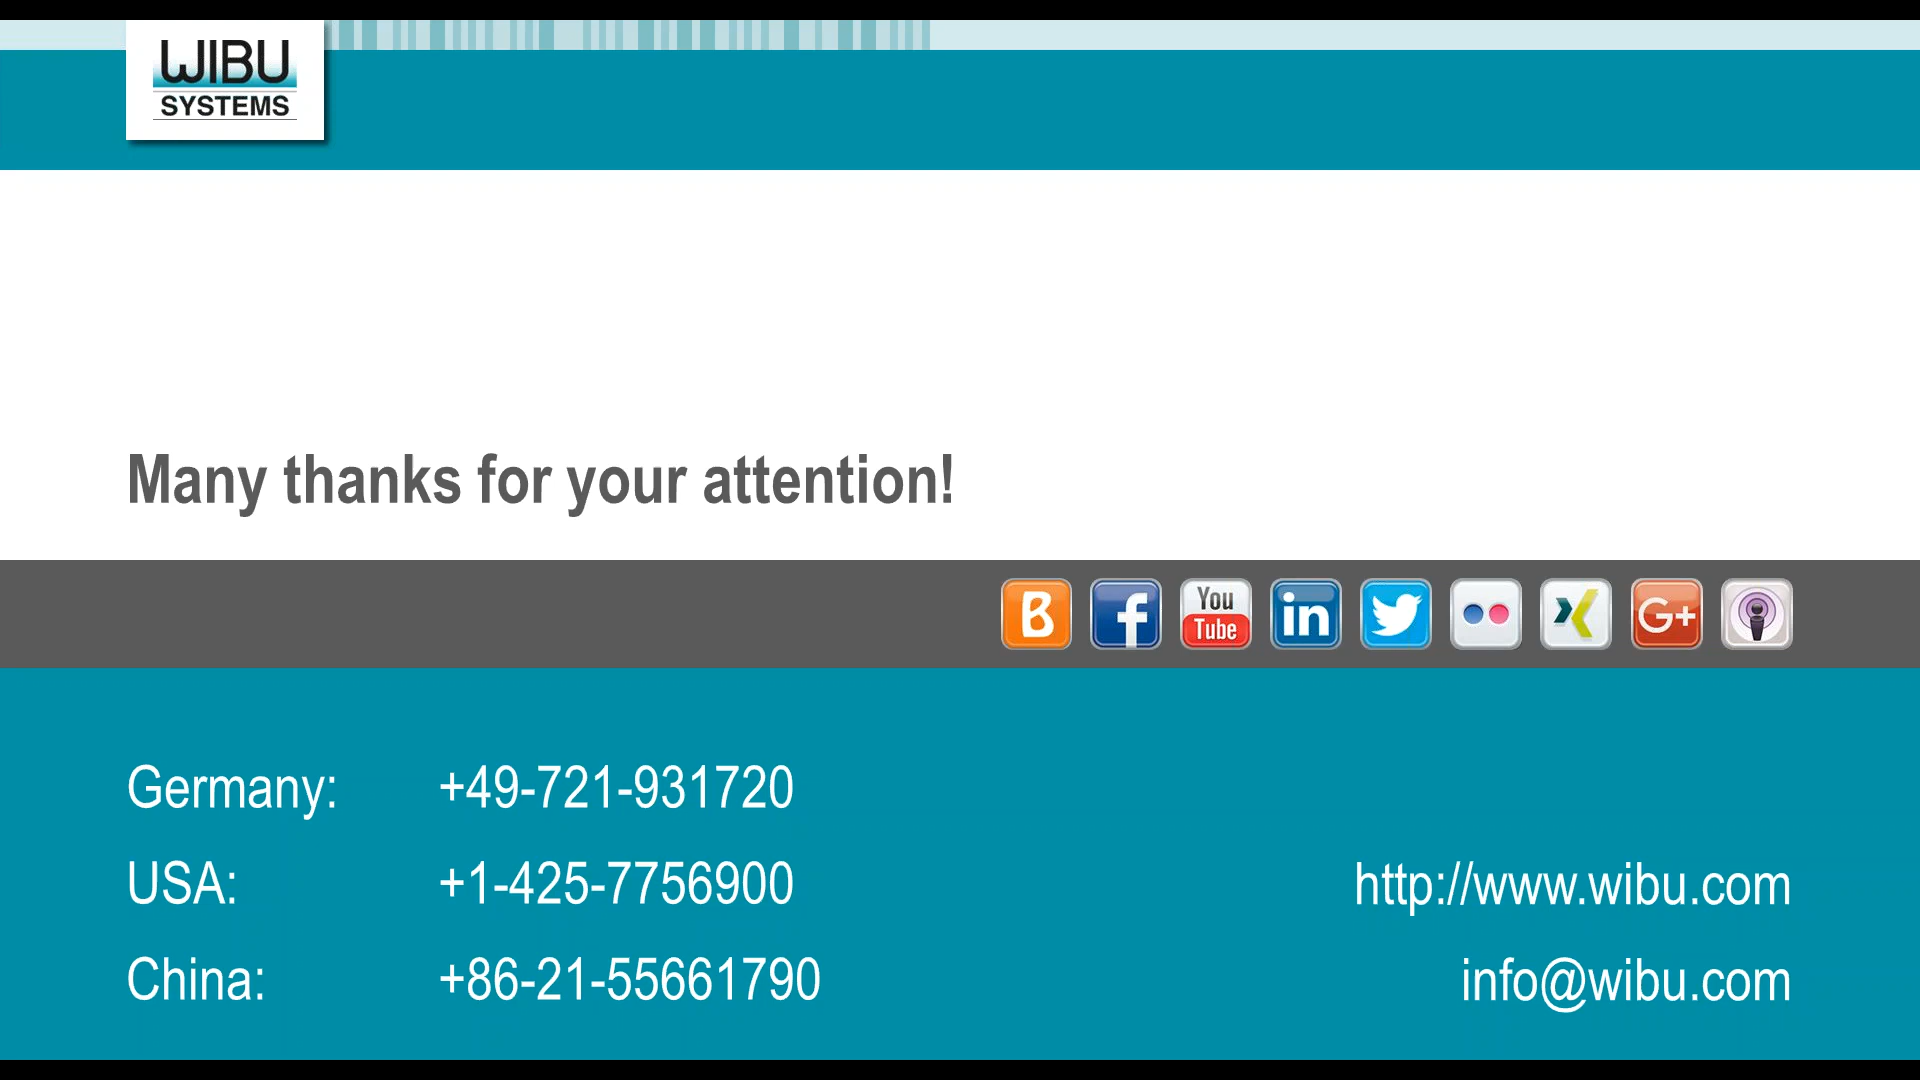 WIBU
SYSTEMS
Many thanks for your attention!
B f You Tube in G+
Germany: +49-721-931720
USA: +1-425-7756900 http://www.wibu.com
China: +86-21-55661790 info@wibu.com